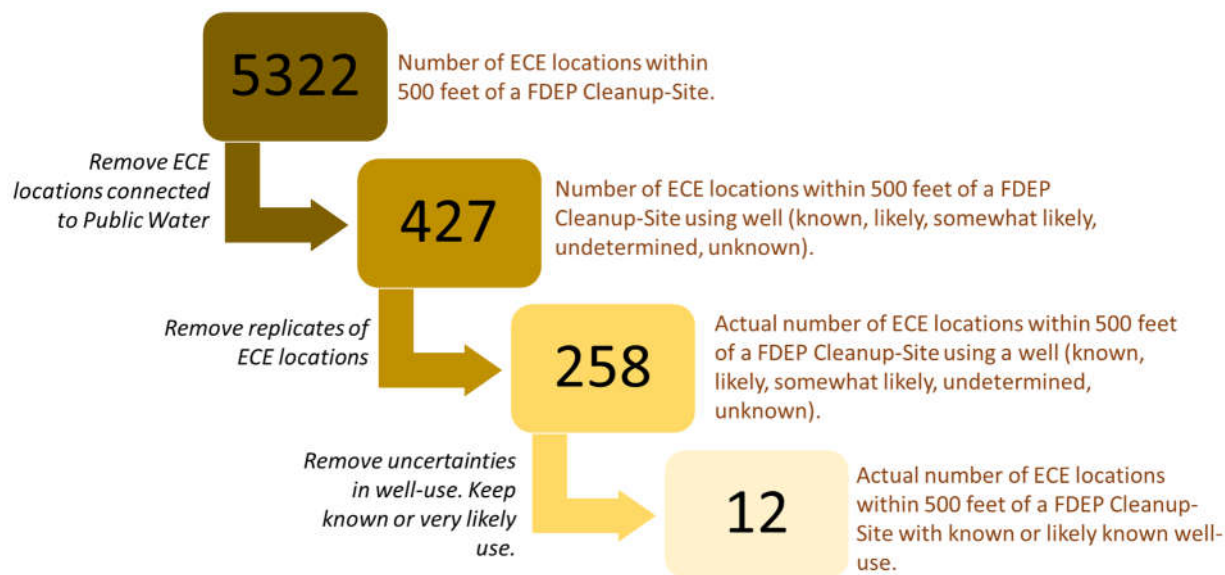 5322
Number of ECE locations within
500 feet of a FDEP Cleanup-Site.
Remove ECE
locations connected
to Public Water
427
Number of ECE locations within 500 feet of a FDEP
Cleanup-Site using well (known, likely, somewhat likely,
undetermined, unknown).
Remove replicates of
ECE locations
258
Actual number of ECE locations within 500 feet
of a FDEP Cleanup-Site using a well (known,
likely, somewhat likely, undetermined,
unknown).
Remove uncertainties
in well-use. Keep
known or very likely
use.
12
Actual number of ECE locations
within 500 feet of a FDEP Cleanup-
Site with known or likely known well-
use.